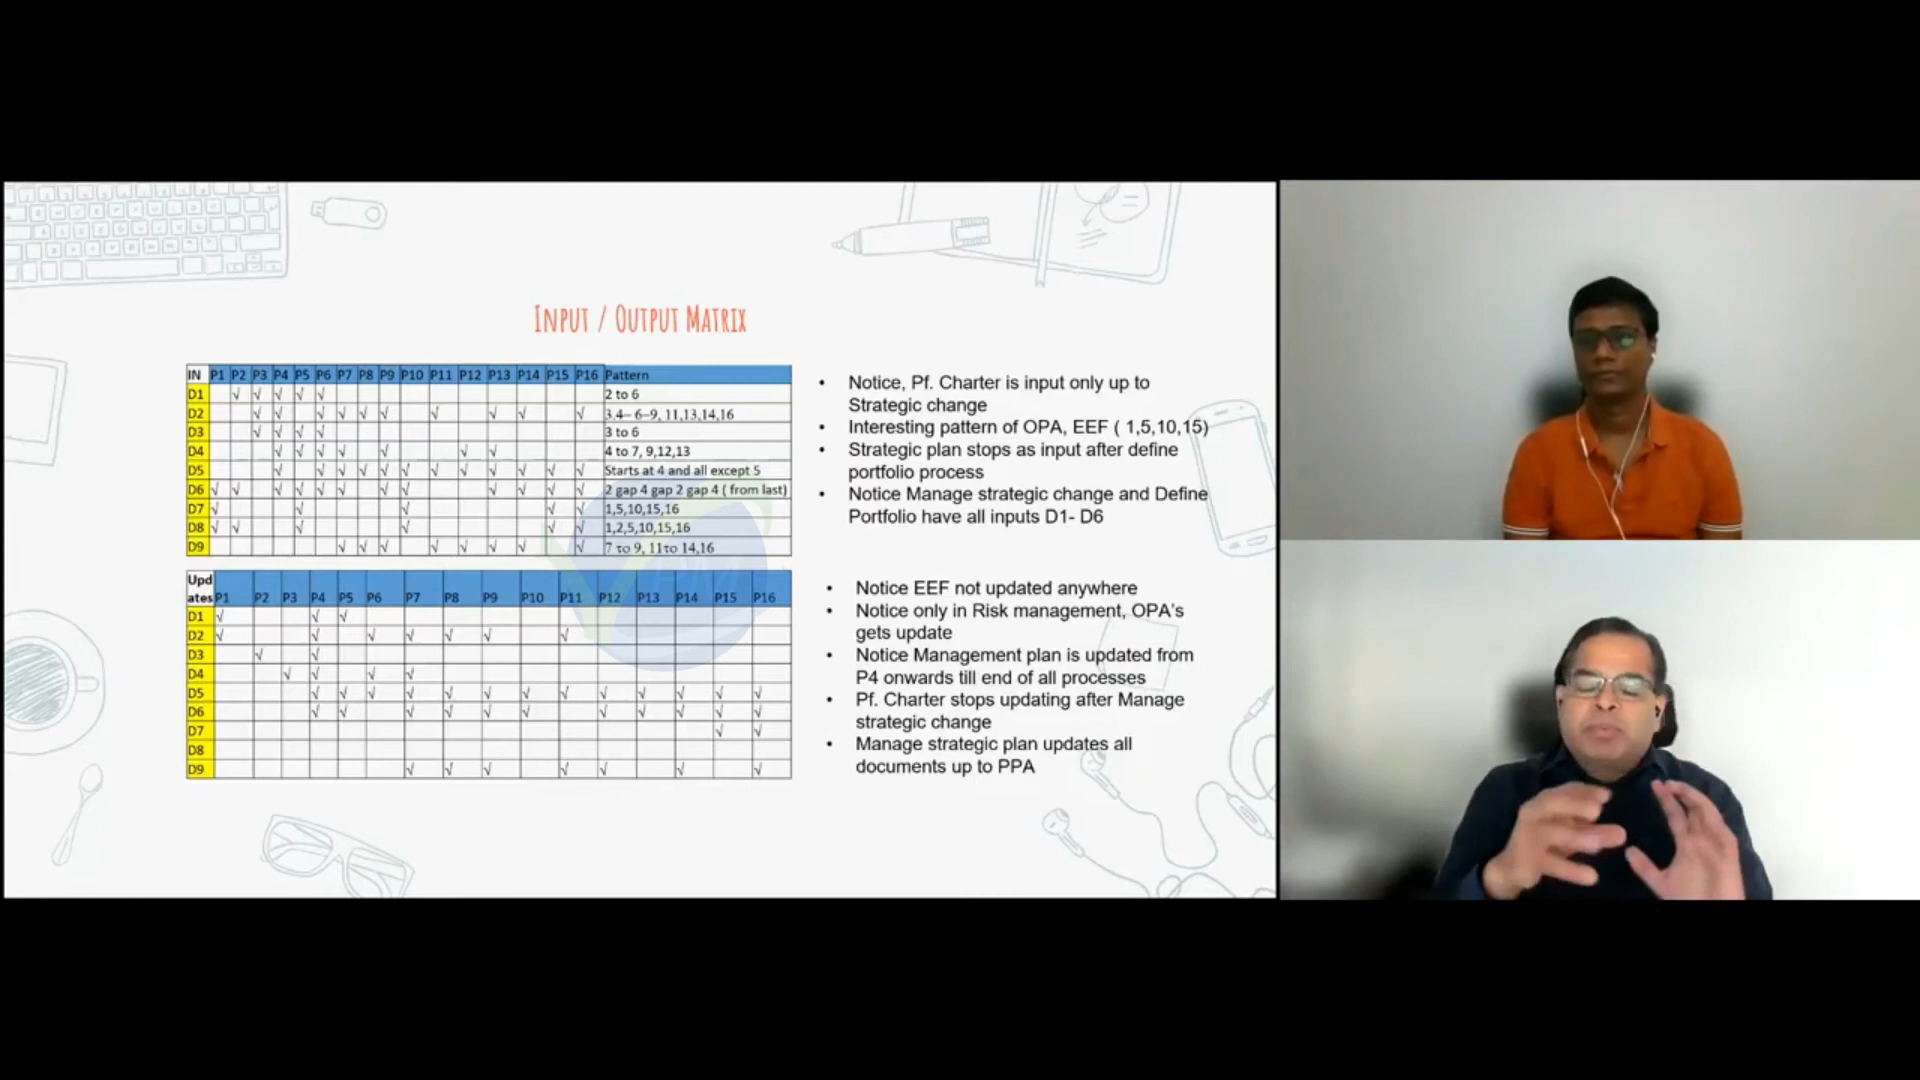 INPUT / OUTPUT MATRIX
IN P1 P2 P3 P4 P5 P6 P7 P8 P9 P10 P11 P12 P13 P14 P15 P16 Pattern
D1 √ √ √ √ √ 2 to 6
D2 √ √ √ √ √ √ √ √ √ √ 3,4– 6–9, 11,13,14,16
D3 √ √ √ √ 3 to 6
D4 √ √ √ √ √ √ √ 4 to 7, 9,12,13
D5 √ √ √ √ √ √ √ √ √ √ √ √ Starts at 4 and all except 5
D6 √ √ √ √ √ √ √ √ √ √ √ √ 2 gap 4 gap 2 gap 4 ( from last)
D7 √ √ √ √ √ 1,5,10,15,16
D8 √ √ √ √ √ √ 1,2,5,10,15,16
D9 √ √ √ √ √ √ √ √ 7 to 9, 11to 14,16
• Notice, Pf. Charter is input only up to
Strategic change
• Interesting pattern of OPA, EEF ( 1,5,10,15)
• Strategic plan stops as input after define
portfolio process
• Notice Manage strategic change and Define
Portfolio have all inputs D1- D6
Upd
ates P1 P2 P3 P4 P5 P6 P7 P8 P9 P10 P11 P12 P13 P14 P15 P16
D1 √ √ √
D2 √ √ √ √ √ √ √
D3 √ √
D4 √ √ √ √
D5 √ √ √ √ √ √ √ √ √ √ √ √ √
D6 √ √ √ √ √ √ √ √ √ √ √
D7 √ √
D8
D9 √ √ √ √ √ √ √
• Notice EEF not updated anywhere
• Notice only in Risk management, OPA's
gets update
• Notice Management plan is updated from
P4 onwards till end of all processes
• Pf. Charter stops updating after Manage
strategic change
• Manage strategic plan updates all
documents up to PPA